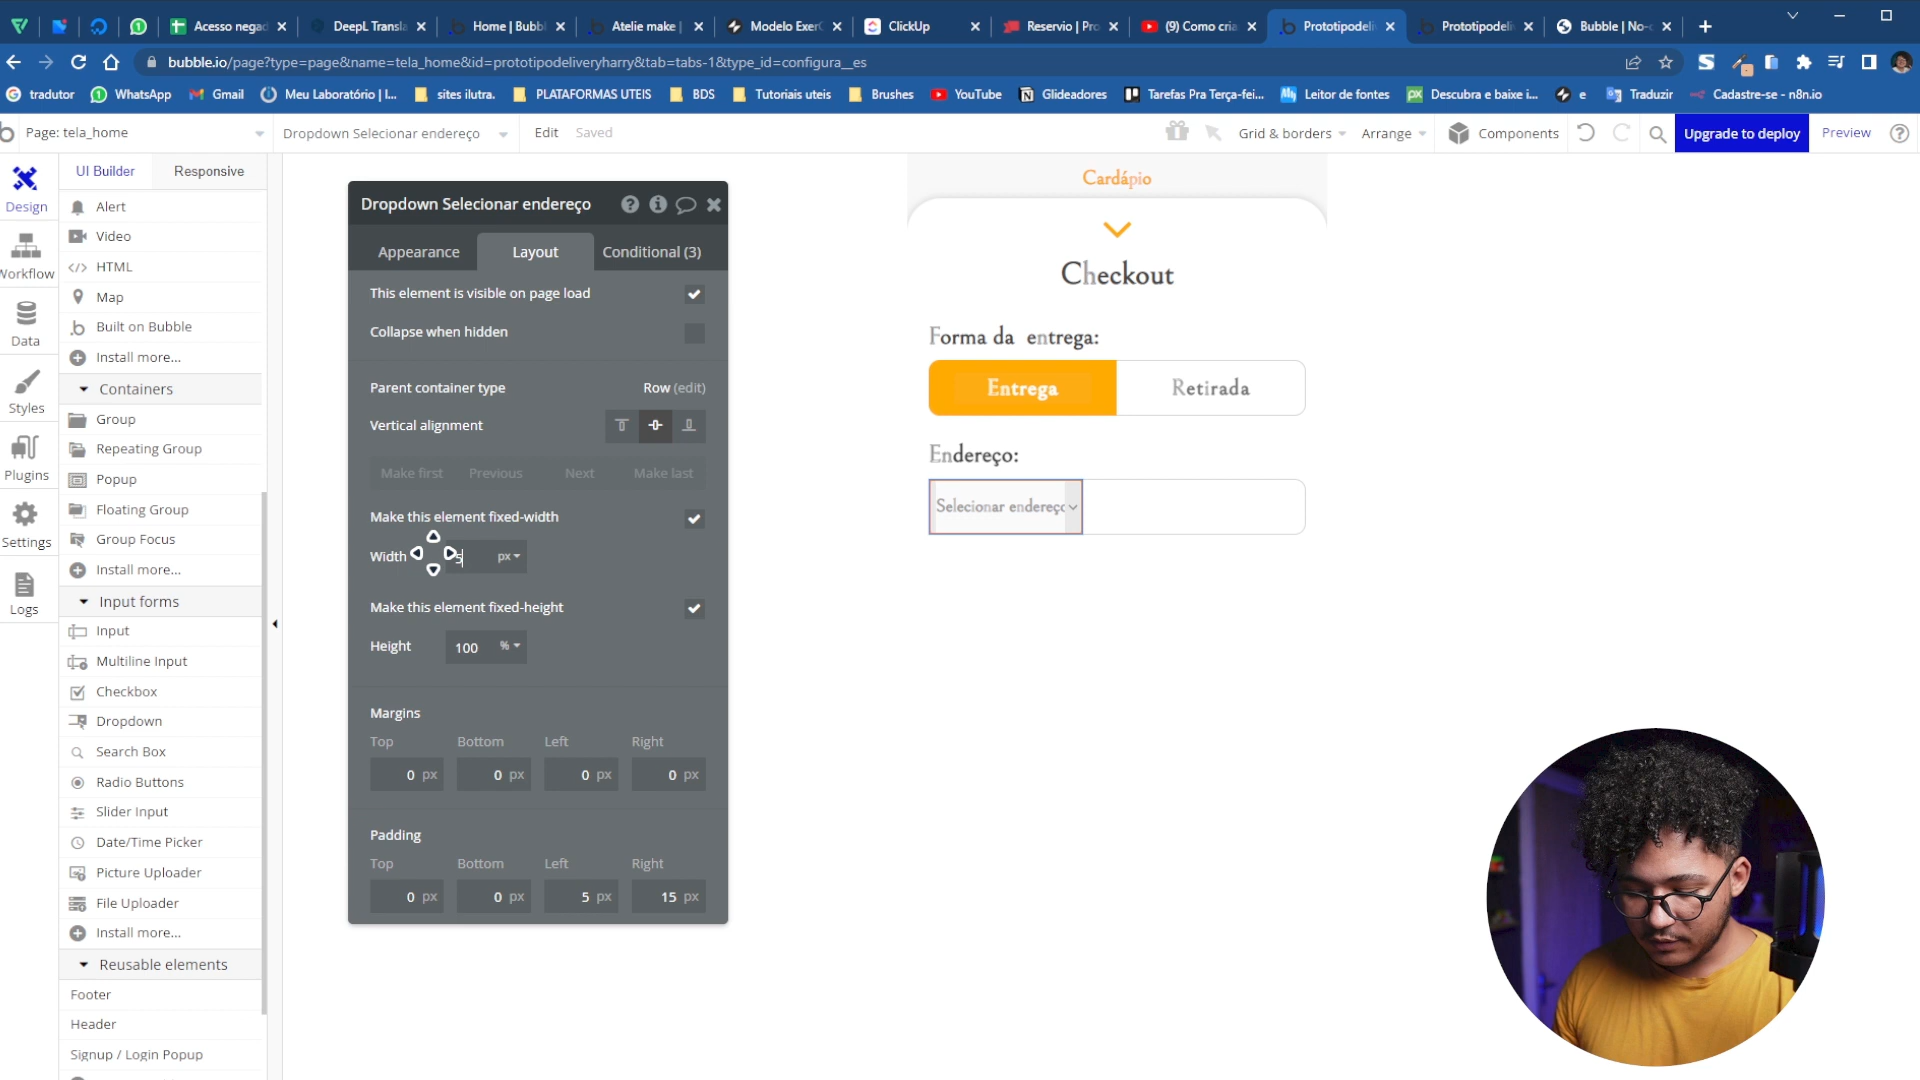 Acesso negad
DeepL Transla
Home | Bubbl
Atelie make |
Modelo Exer
ClickUp
Reservio | Pro
(9) Como cria
Prototipodeliv
Prototipodeliv
Bubble | No-c
bubble.io/page?type=page&name=tela_home&id=prototipodeliveryharry&tab=tabs-1&type_id=configura__es
tradutor
WhatsApp
Gmail
Meu Laboratório | I...
sites ilutra.
PLATAFORMAS UTEIS
BDS
Tutoriais uteis
Brushes
YouTube
Glideadores
Tarefas Pra Terça-fei...
Leitor de fontes
Descubra e baixe i...
e
Traduzir
Cadastre-se - n8n.io
Page: tela_home
Dropdown Selecionar endereço
Edit
Saved
Grid & borders
Arrange
Components
Upgrade to deploy
Preview
Design
Workflow
Data
Styles
Plugins
Settings
Logs
UI Builder
Responsive
Alert
Video
HTML
Map
Built on Bubble
Install more...
Containers
Group
Repeating Group
Popup
Floating Group
Group Focus
Install more...
Input forms
Input
Multiline Input
Checkbox
Dropdown
Search Box
Radio Buttons
Slider Input
Date/Time Picker
Picture Uploader
File Uploader
Install more...
Reusable elements
Footer
Header
Signup / Login Popup
Dropdown Selecionar endereço
Appearance
Layout
Conditional (3)
This element is visible on page load
Collapse when hidden
Parent container type
Row (edit)
Vertical alignment
Make first
Previous
Next
Make last
Make this element fixed-width
Width
5
px
Make this element fixed-height
Height
100
%
Margins
Top
Bottom
Left
Right
0 px
0 px
0 px
0 px
Padding
Top
Bottom
Left
Right
0 px
0 px
5 px
15 px
Cardápio
Checkout
Forma da entrega:
Entrega
Retirada
Endereço:
Selecionar endereço